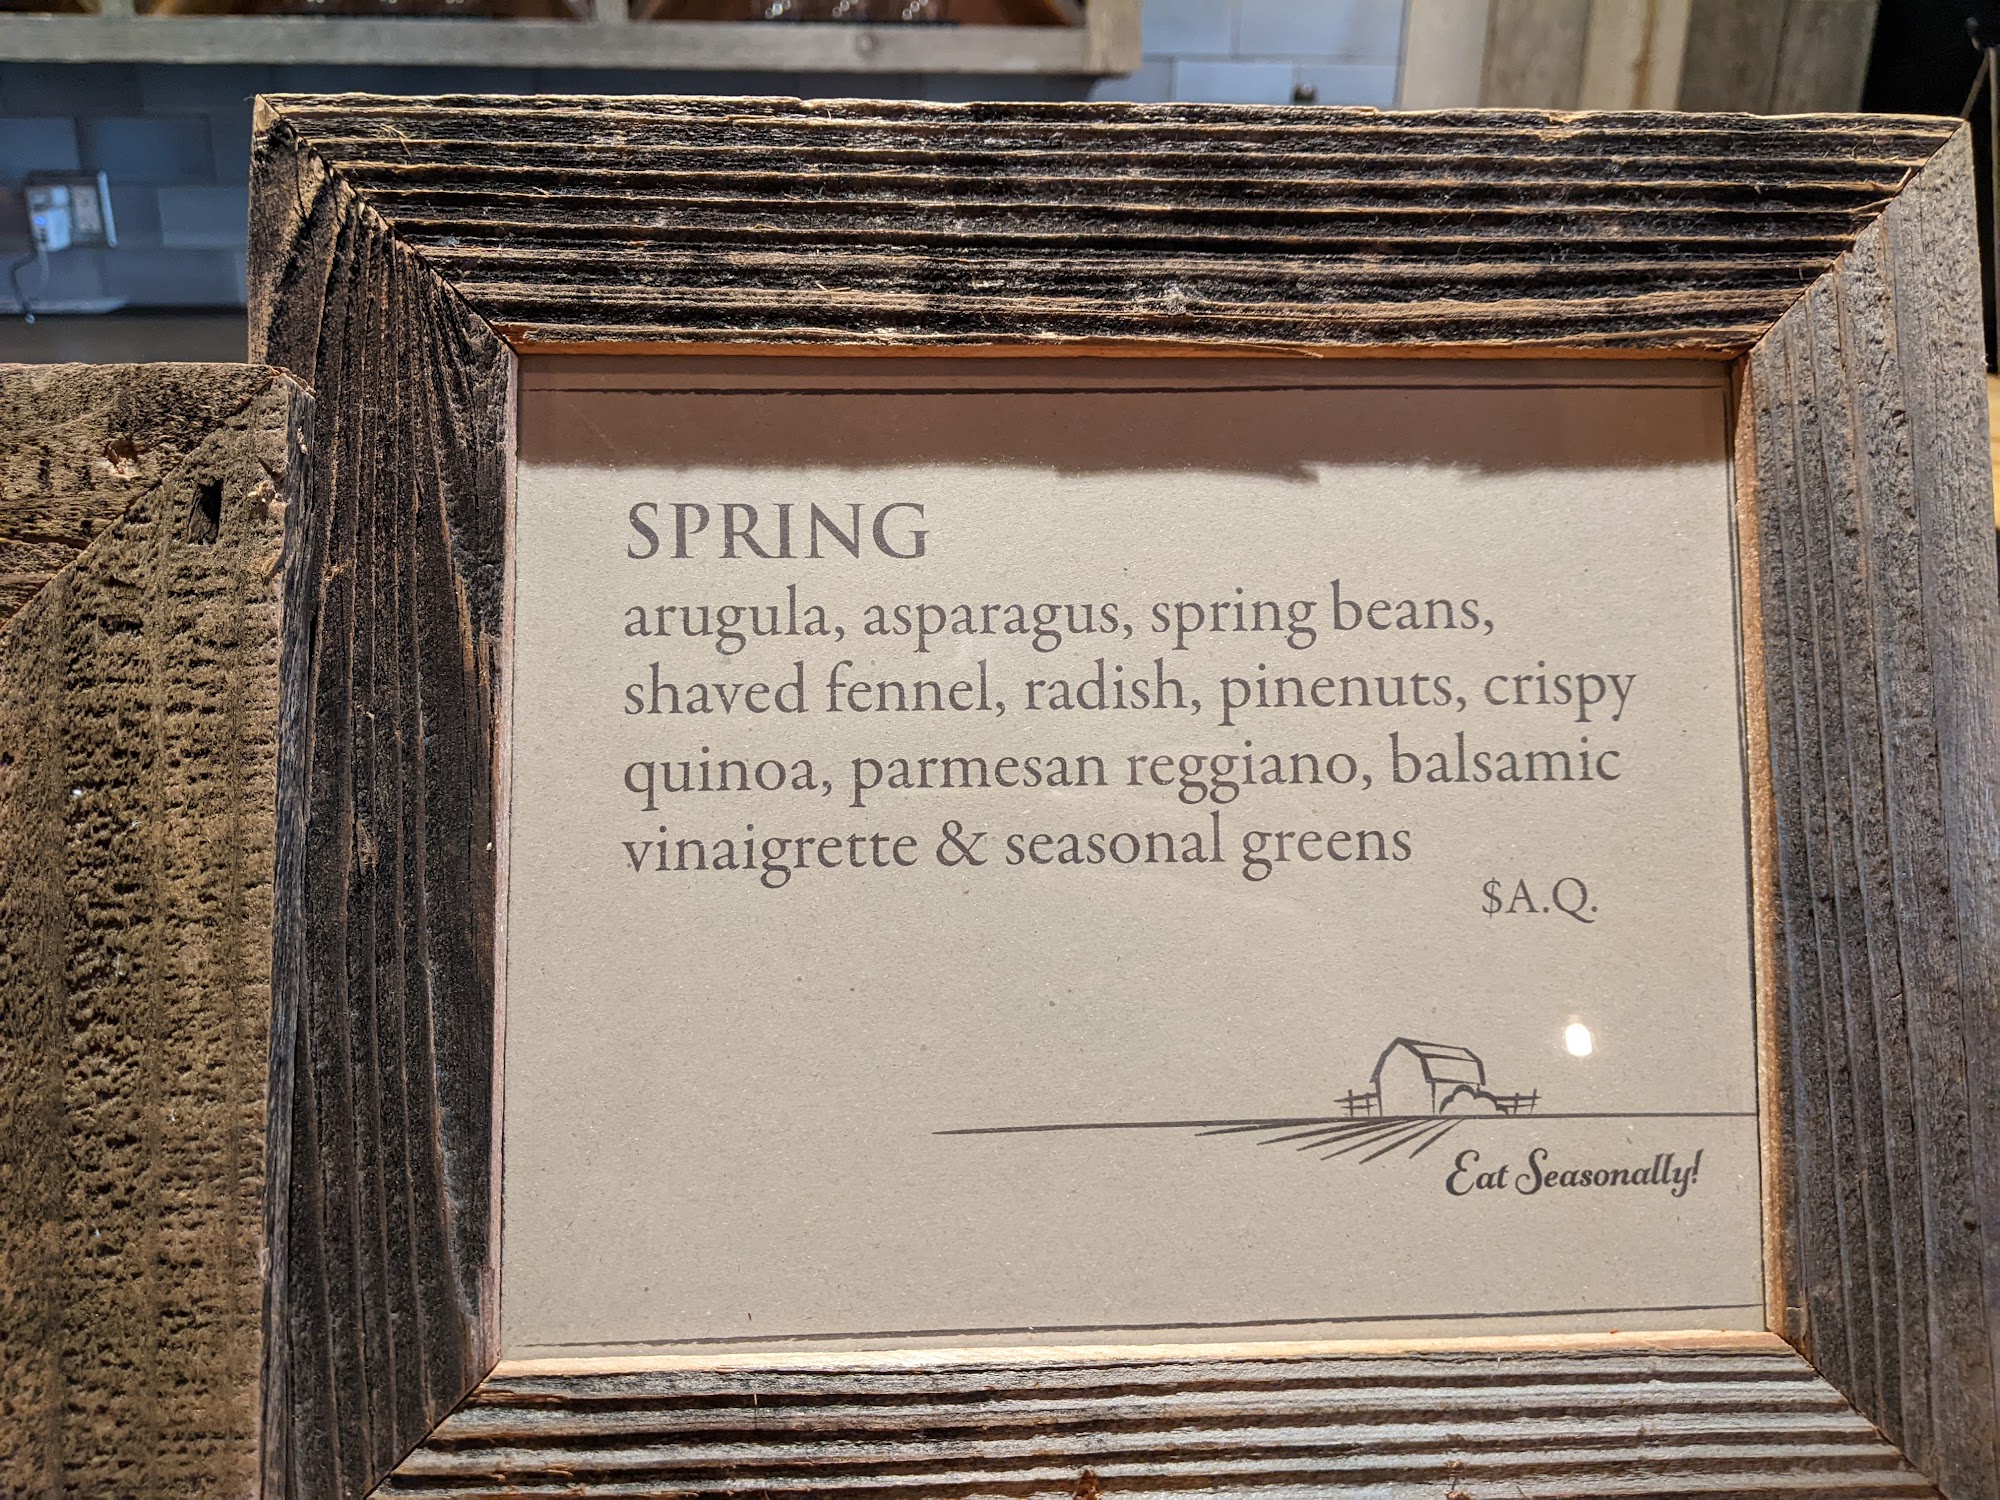 SPRING
arugula, asparagus, spring beans,
shaved fennel, radish, pinenuts, crispy
quinoa, parmesan reggiano, balsamic
vinaigrette & seasonal greens
$A.Q.
Eat Seasonally!